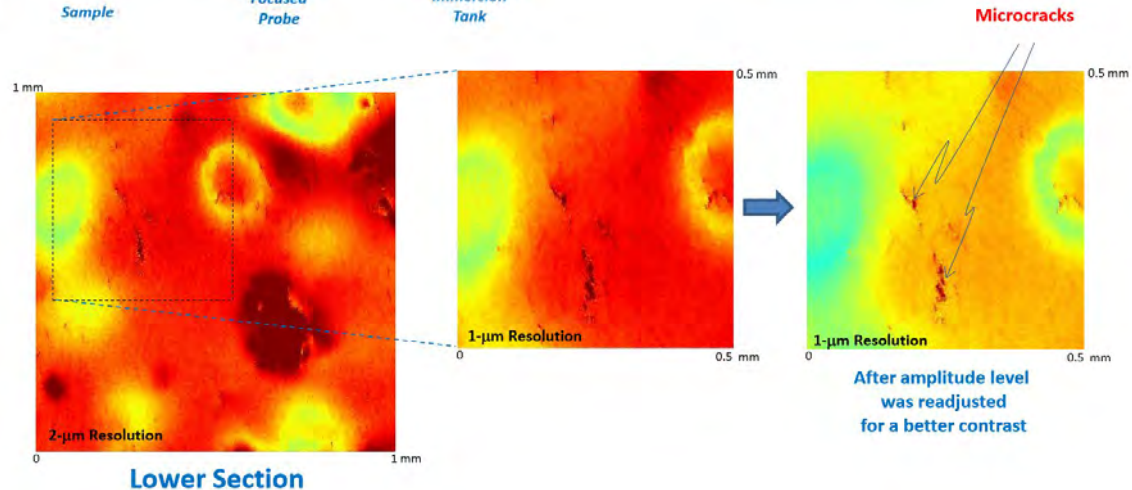 Sample
Probe
Tank
Microcracks
1 mm
0.5 mm
0.5 mm
2-μm Resolution
0
1 mm
1-μm Resolution
0
0.5 mm
1-μm Resolution
0
0.5 mm
Lower Section
After amplitude level
was readjusted
for a better contrast